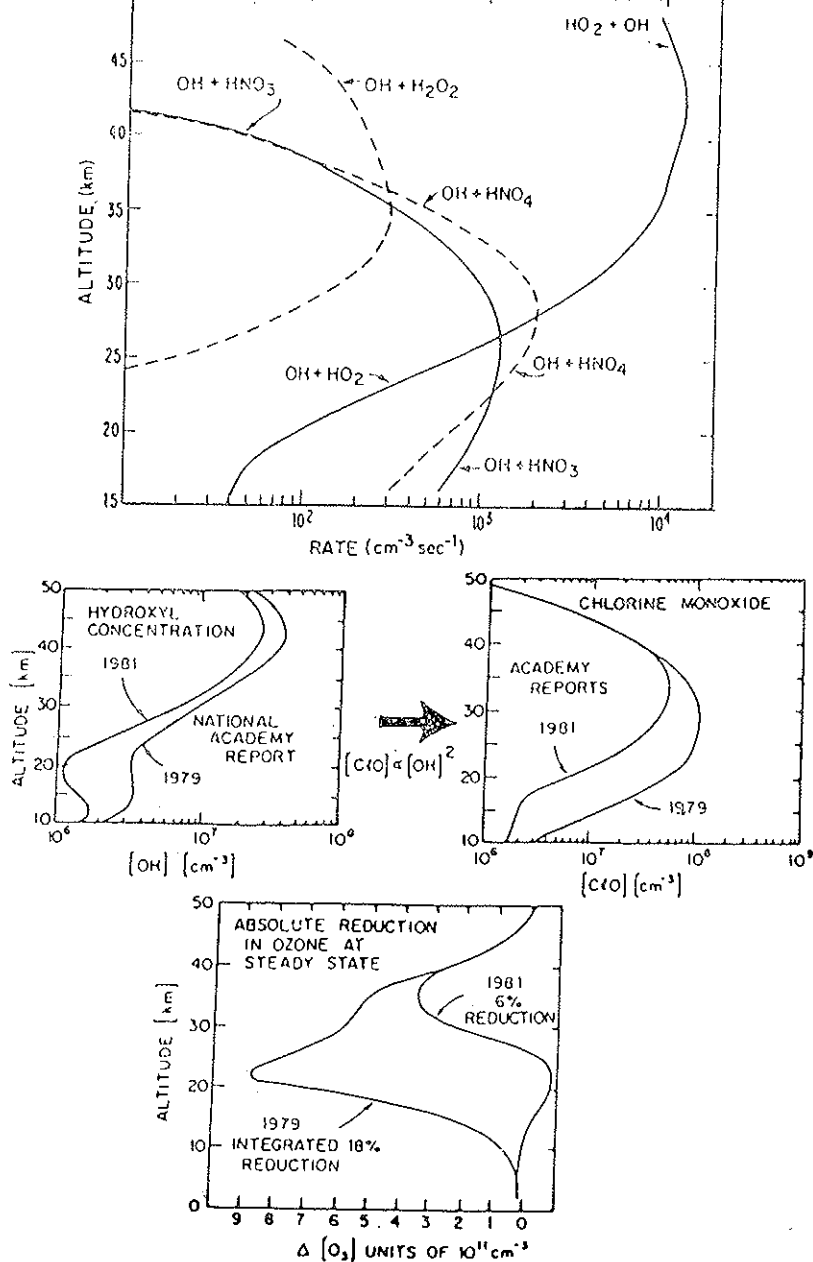 HO2 + OH
45
OH + HNO3
OH + H2O2
40
OH + HNO4
35
30
OH + HO2
OH + HNO4
25
20
OH + HNO3
15
10²
10³
10⁴
ALTITUDE (km)
RATE (cm⁻³ sec⁻¹)
50
HYDROXYL
CONCENTRATION
40
1981
30
NATIONAL
ACADEMY
REPORT
20
1979
10
10⁶
10⁷
10⁸
ALTITUDE [km]
[OH] [cm⁻³]
[ClO] ∝ [OH]²
50
CHLORINE MONOXIDE
40
ACADEMY
REPORTS
30
1981
20
1979
10
10⁶
10⁷
10⁸
10⁹
[ClO] [cm⁻³]
50
ABSOLUTE REDUCTION
IN OZONE AT
STEADY STATE
40
1981
6%
REDUCTION
30
20
1979
INTEGRATED 18%
REDUCTION
10
0
9 8 7 6 5 4 3 2 1 0
ALTITUDE [km]
Δ [O3] UNITS OF 10¹¹ cm⁻³